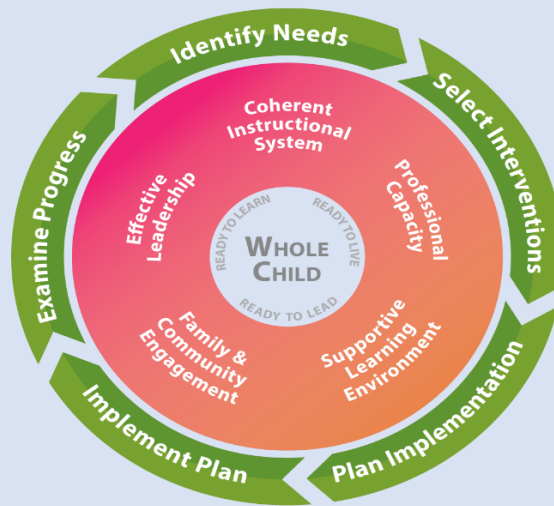 Identify Needs
Select Interventions
Plan Implementation
Implement Plan
Examine Progress
Coherent
Instructional
System
Professional
Capacity
Supportive
Learning
Environment
Family &
Community
Engagement
Effective
Leadership
READY TO LEARN
READY TO LIVE
READY TO LEAD
WHOLE
CHILD